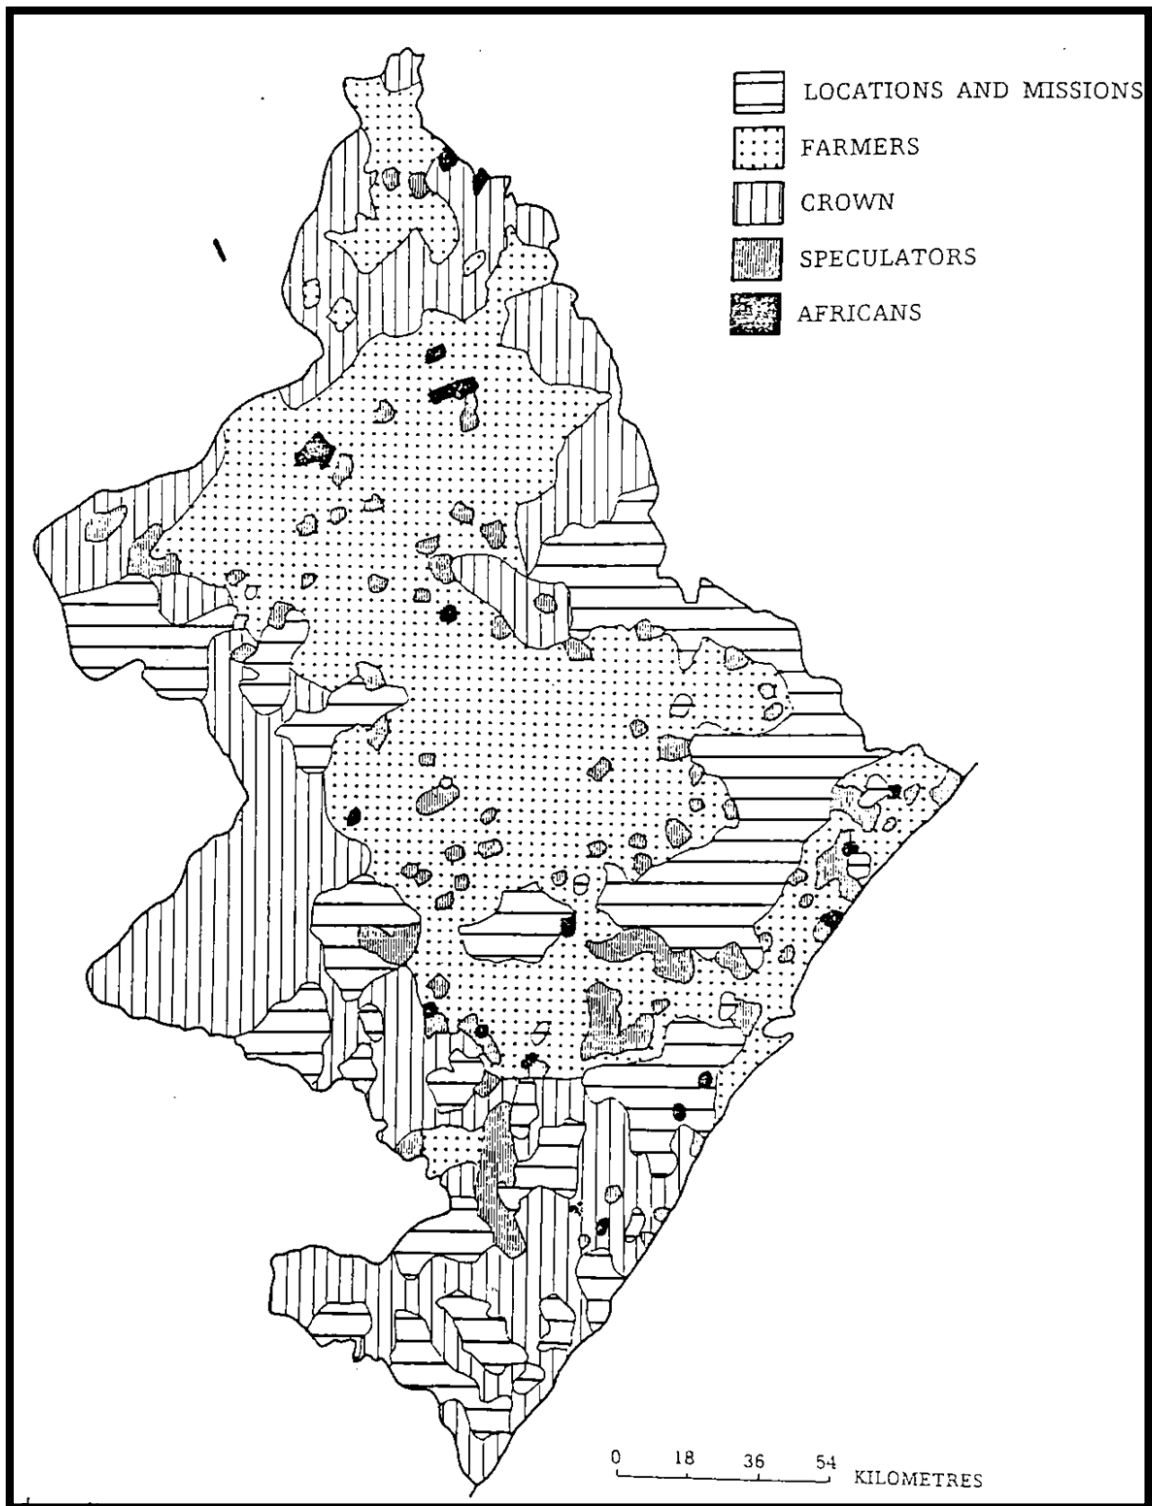 LOCATIONS AND MISSIONS
FARMERS
CROWN
SPECULATORS
AFRICANS
0 18 36 54 KILOMETRES